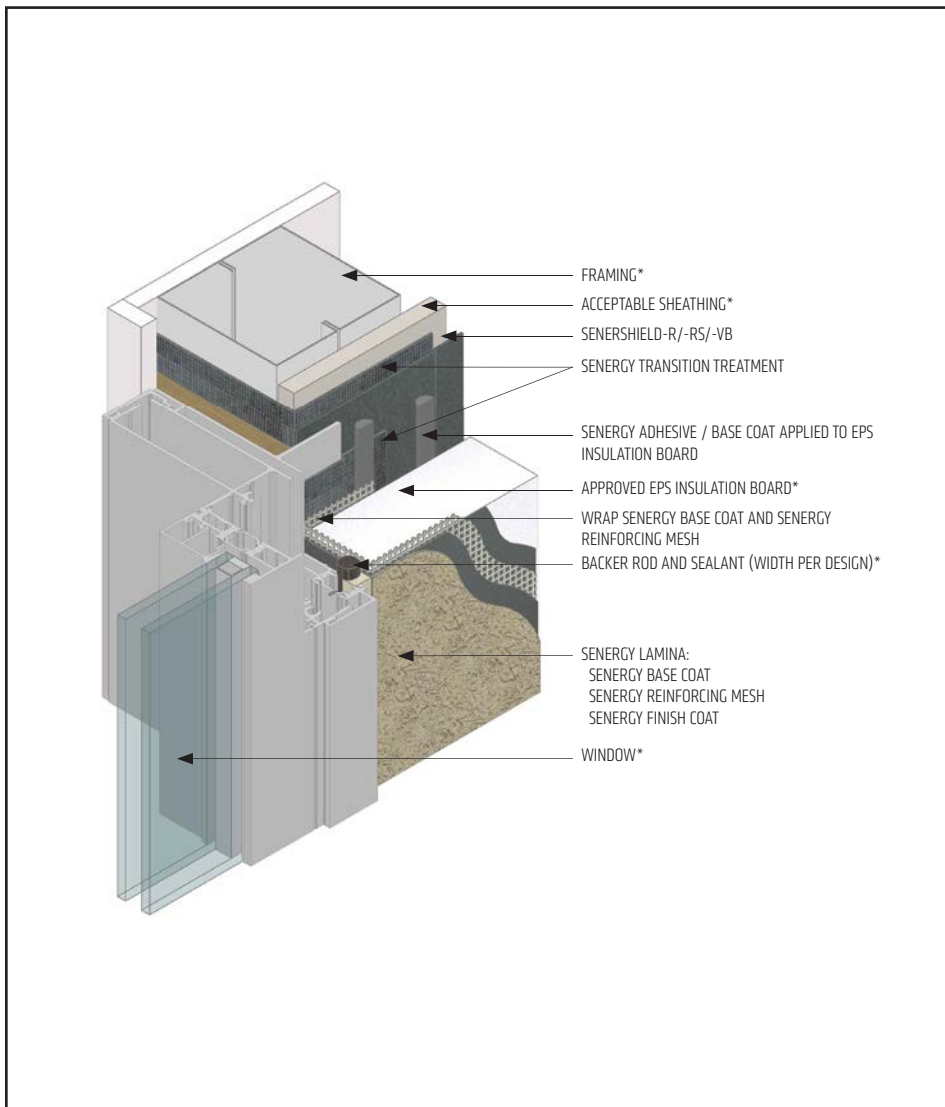 FRAMING*
ACCEPTABLE SHEATHING*
SENERSHIELD-R/-RS/-VB
SENERGY TRANSITION TREATMENT
SENERGY ADHESIVE / BASE COAT APPLIED TO EPS
INSULATION BOARD
APPROVED EPS INSULATION BOARD*
WRAP SENERGY BASE COAT AND SENERGY
REINFORCING MESH
BACKER ROD AND SEALANT (WIDTH PER DESIGN)*
SENERGY LAMINA:
SENERGY BASE COAT
SENERGY REINFORCING MESH
SENERGY FINISH COAT
WINDOW*